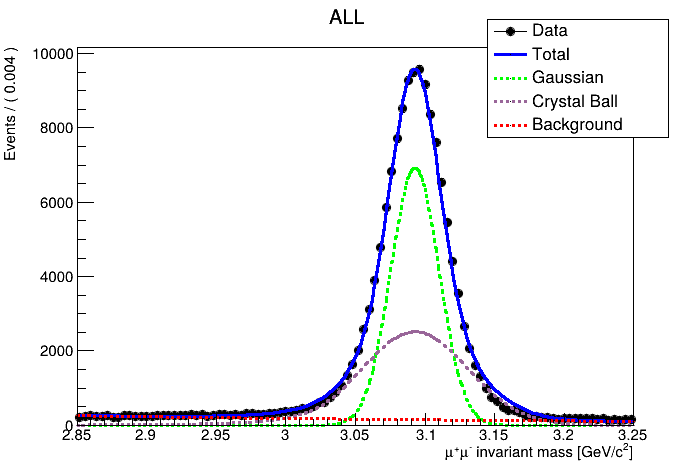 ALL
Data
Total
Gaussian
Crystal Ball
Background
Events / ( 0.004 )
10000
8000
6000
4000
2000
0
2.85 2.9 2.95 3 3.05 3.1 3.15 3.2 3.25
μ⁺μ⁻ invariant mass [GeV/c²]